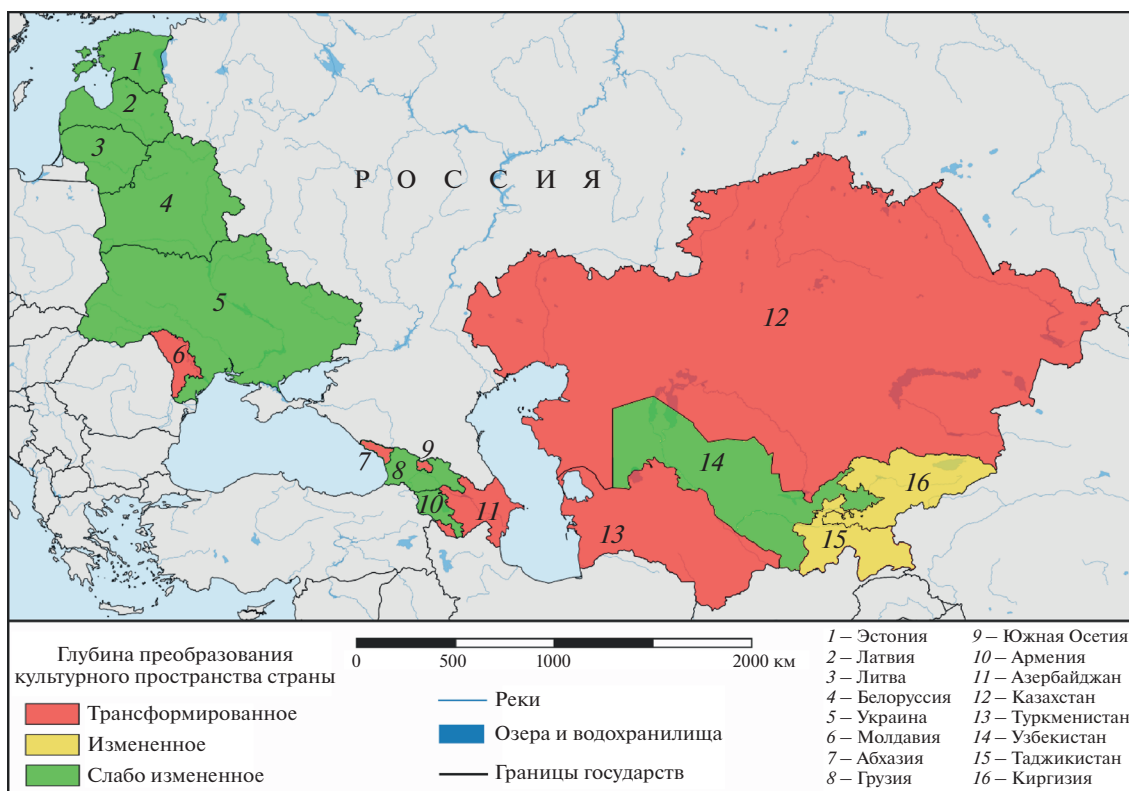 1
2
3
4
РОССИЯ
5
6
12
7
8
9
10
11
14
16
13
15
Глубина преобразования
культурного пространства страны
Трансформированное
Измененное
Слабо измененное
0 500 1000 2000 км
Реки
Озера и водохранилища
Границы государств
1 – Эстония
2 – Латвия
3 – Литва
4 – Белоруссия
5 – Украина
6 – Молдавия
7 – Абхазия
8 – Грузия
9 – Южная Осетия
10 – Армения
11 – Азербайджан
12 – Казахстан
13 – Туркменистан
14 – Узбекистан
15 – Таджикистан
16 – Киргизия